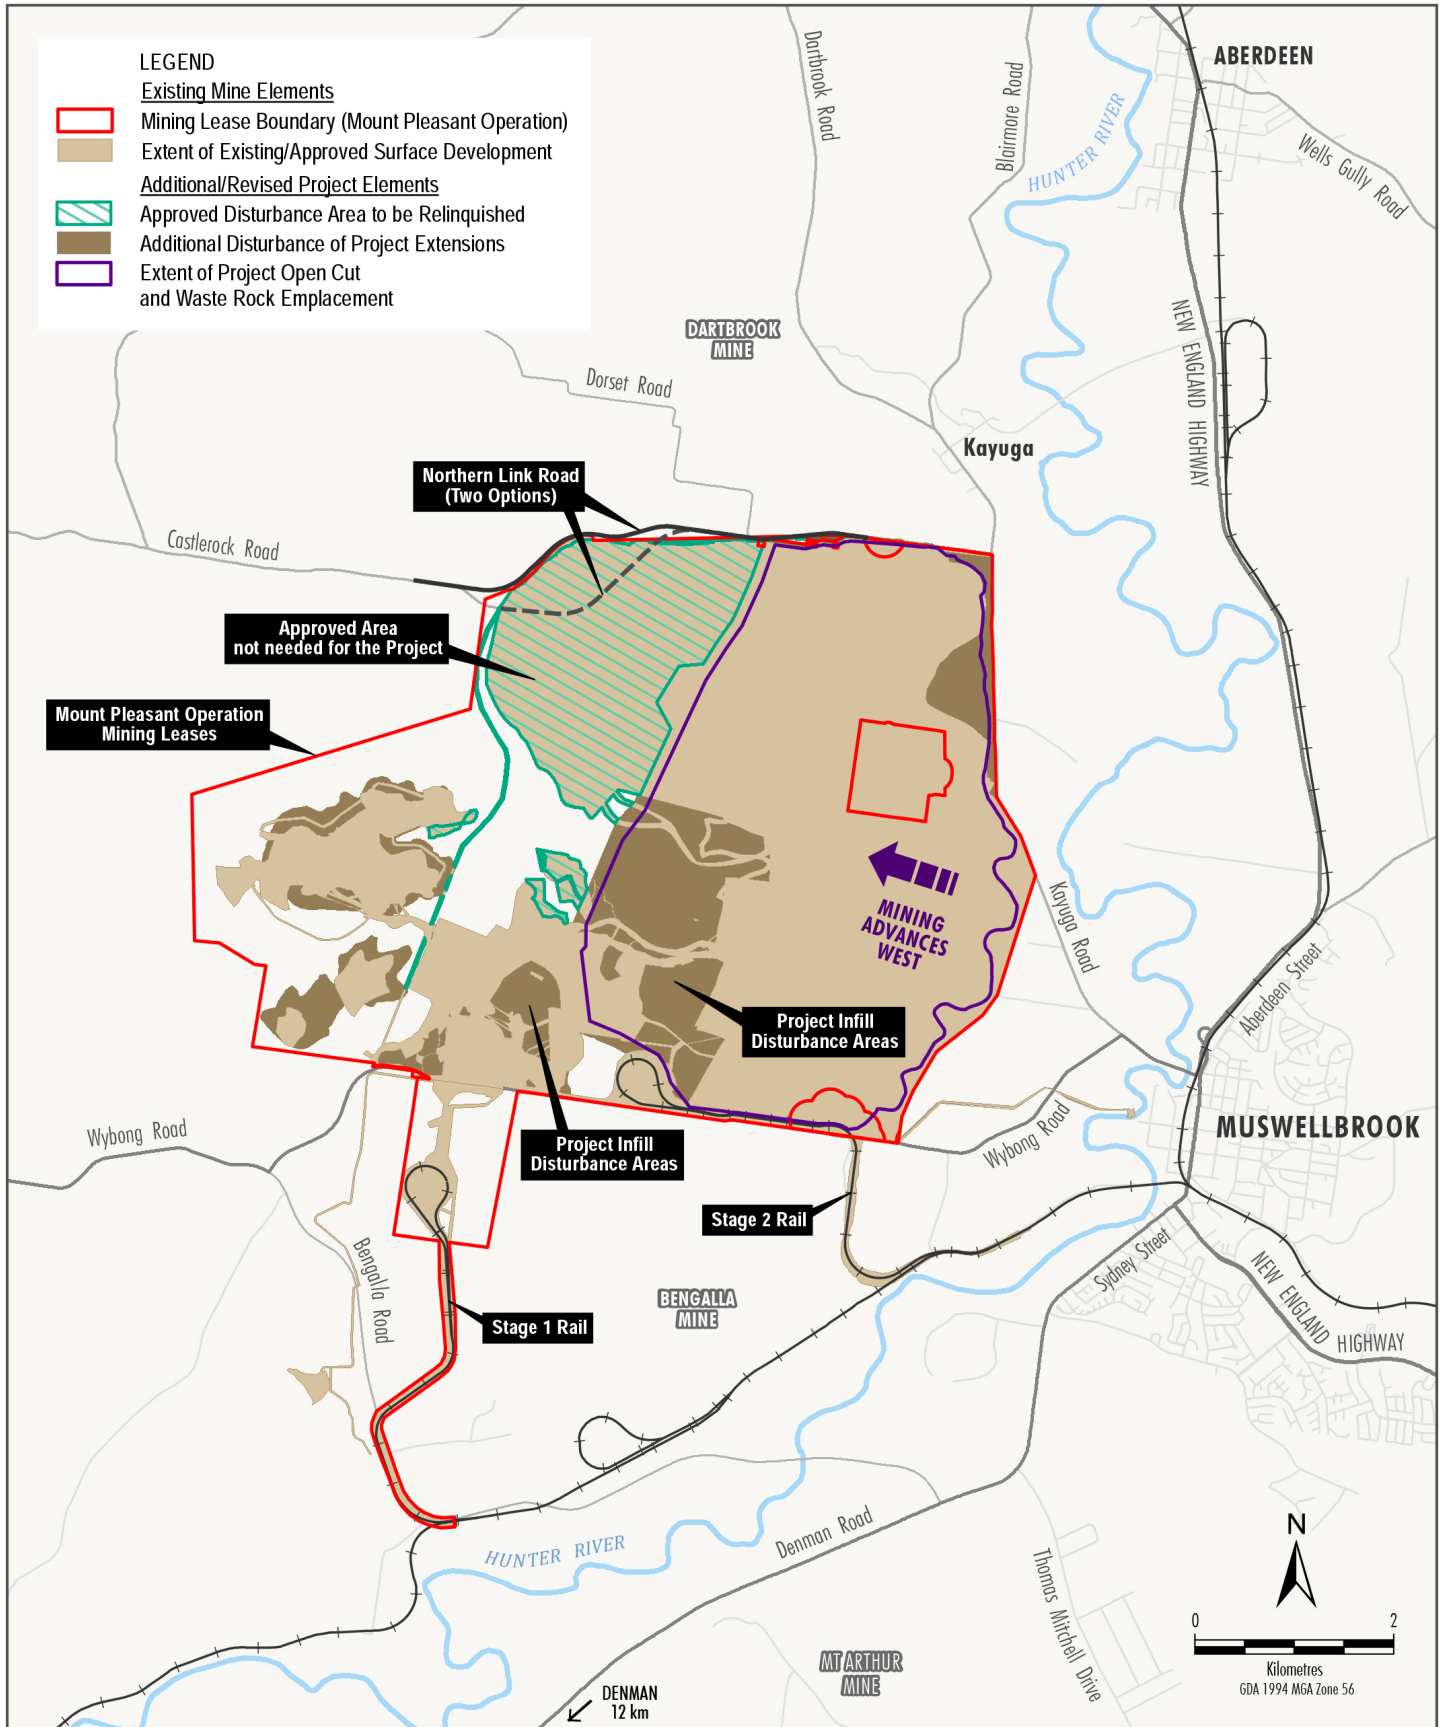 LEGEND
Existing Mine Elements
Mining Lease Boundary (Mount Pleasant Operation)
Extent of Existing/Approved Surface Development
Additional/Revised Project Elements
Approved Disturbance Area to be Relinquished
Additional Disturbance of Project Extensions
Extent of Project Open Cut
and Waste Rock Emplacement
Dartbrook Road
Blairmore Road
HUNTER RIVER
ABERDEEN
Wells Gully Road
NEW ENGLAND HIGHWAY
DARTBROOK
MINE
Dorset Road
Kayuga
Northern Link Road
(Two Options)
Castlerock Road
Approved Area
not needed for the Project
Mount Pleasant Operation
Mining Leases
MINING
ADVANCES
WEST
Kayuga Road
Aberdeen Street
Project Infill
Disturbance Areas
Wybong Road
Project Infill
Disturbance Areas
Wybong Road
MUSWELLBROOK
Stage 2 Rail
Sydney Street
Bengalla Road
BENGALLA
MINE
Stage 1 Rail
NEW ENGLAND
HIGHWAY
HUNTER RIVER
Denman Road
Thomas Mitchell Drive
N
0 2
Kilometres
GDA 1994 MGA Zone 56
MT ARTHUR
MINE
DENMAN
12 km